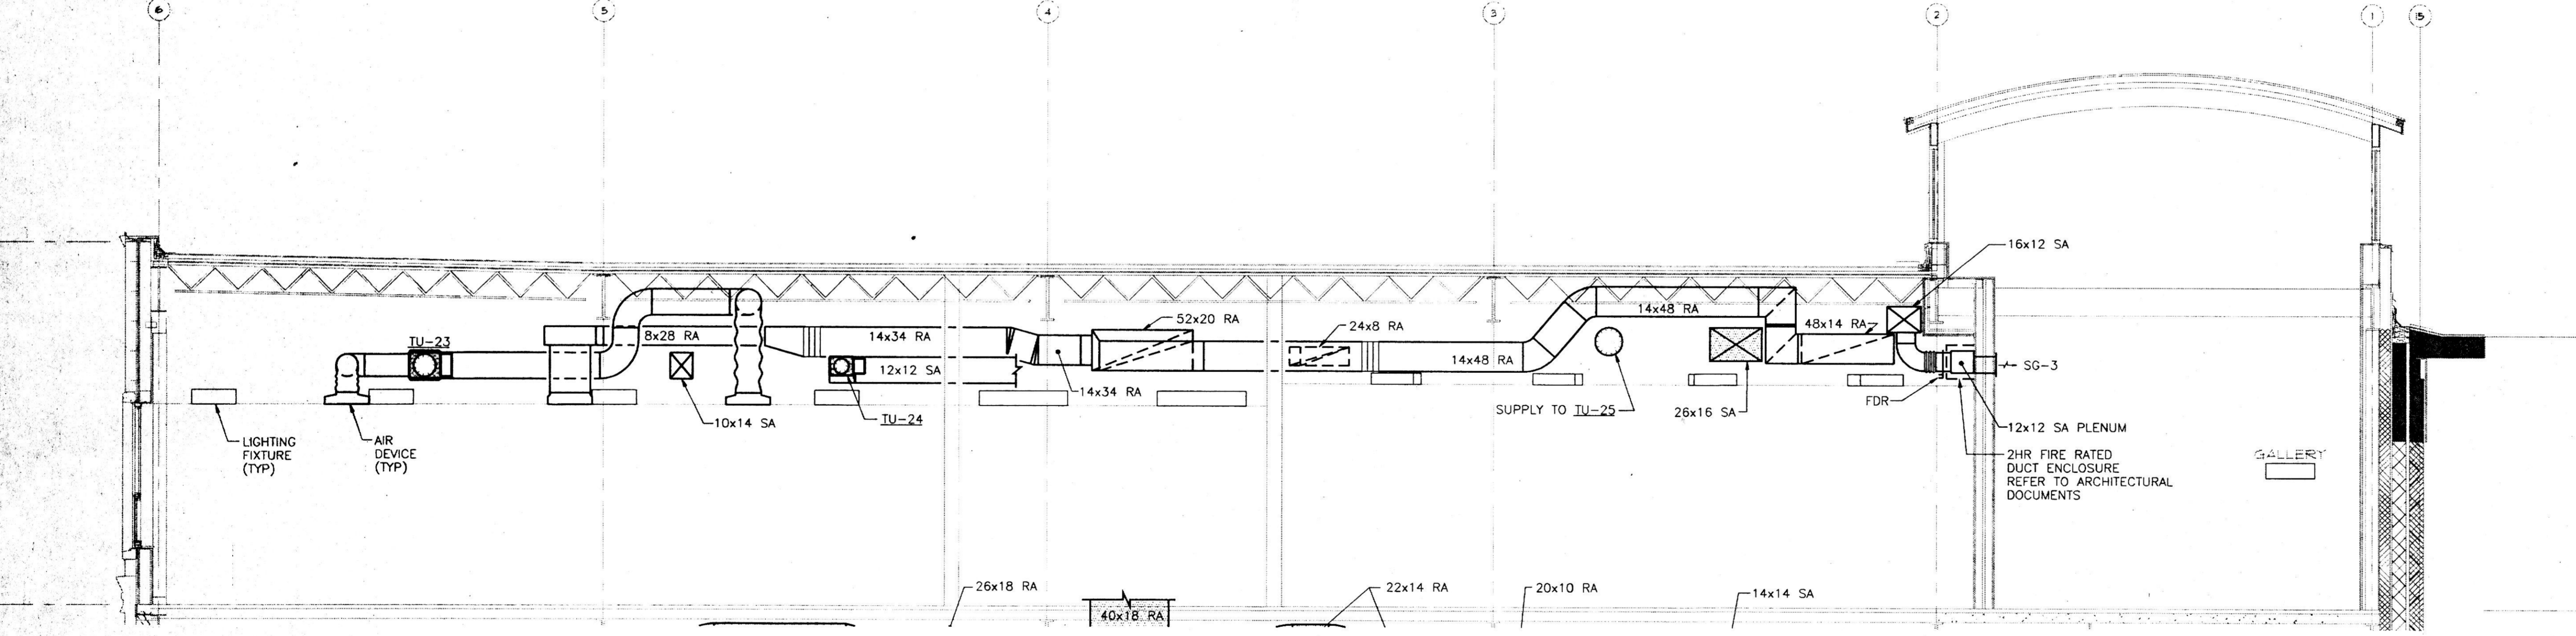 6
5
4
3
2
1
15
16x12 SA
52x20 RA
24x8 RA
14x48 RA
48x14 RA
TU-23
8x28 RA
14x34 RA
12x12 SA
14x48 RA
SG-3
14x34 RA
FDR
10x14 SA
TU-24
SUPPLY TO TU-25
26x16 SA
12x12 SA PLENUM
LIGHTING
FIXTURE
(TYP)
AIR
DEVICE
(TYP)
2HR FIRE RATED
DUCT ENCLOSURE
REFER TO ARCHITECTURAL
DOCUMENTS
GALLERY
26x18 RA
40x18 RA
22x14 RA
20x10 RA
14x14 SA